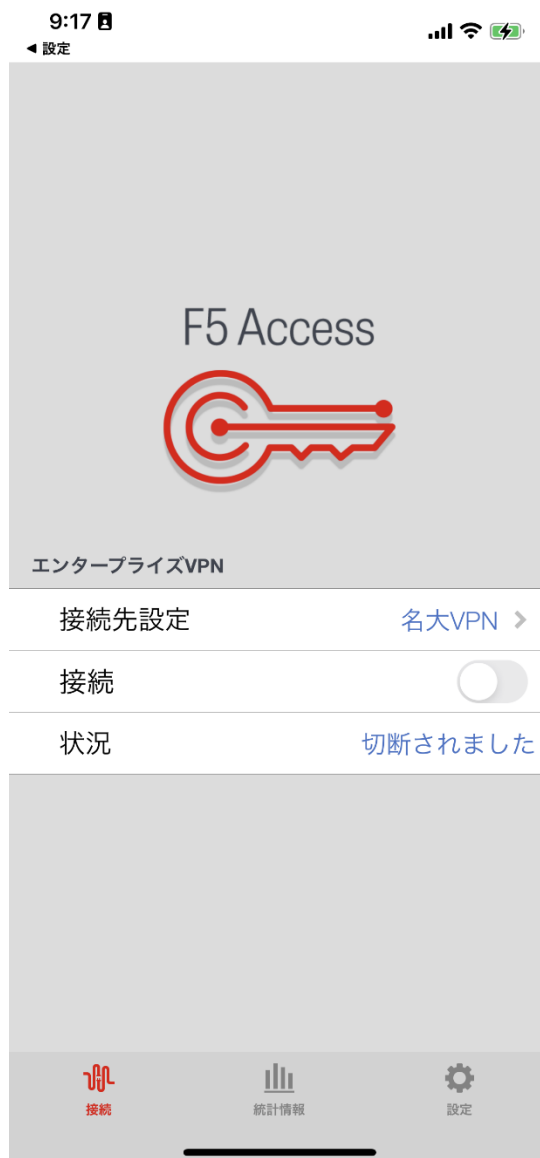 9:17
◀ 設定
F5 Access
エンタープライズVPN
接続先設定 名大VPN
接続
状況 切断されました
接続 統計情報 設定